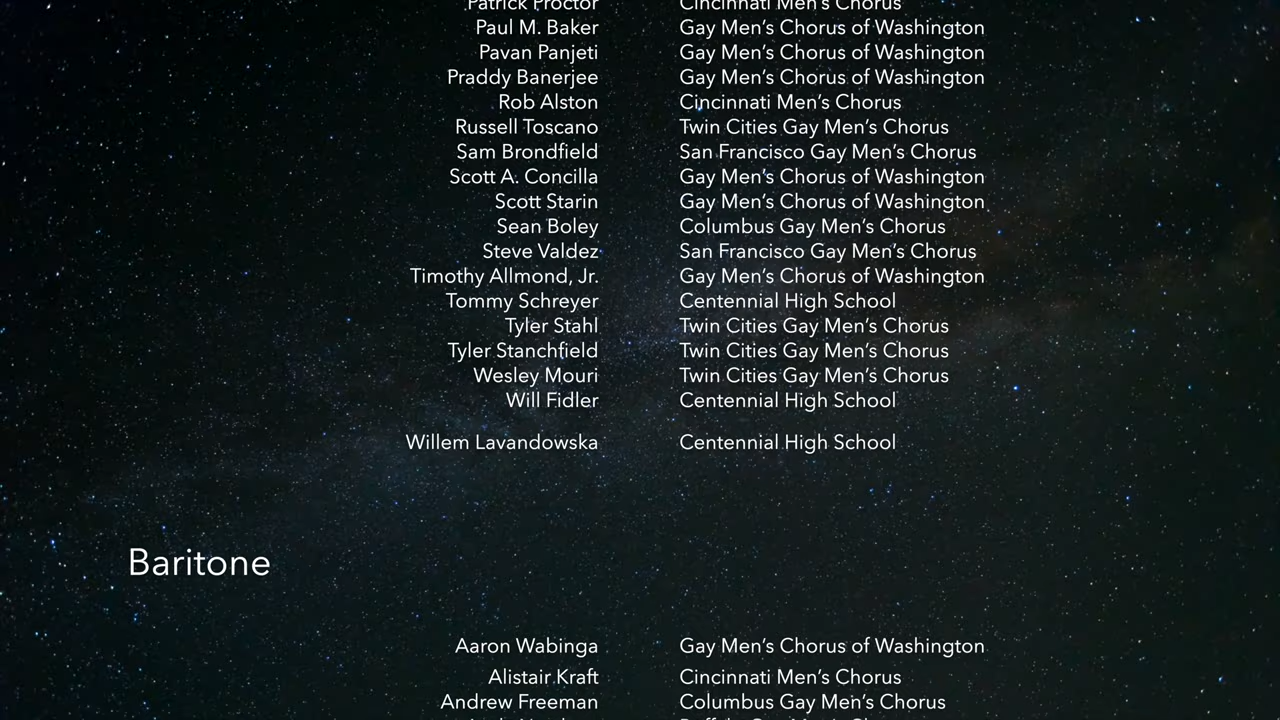 Patrick Proctor Cincinnati Men's Chorus
Paul M. Baker Gay Men's Chorus of Washington
Pavan Panjeti Gay Men's Chorus of Washington
Praddy Banerjee Gay Men's Chorus of Washington
Rob Alston Cincinnati Men's Chorus
Russell Toscano Twin Cities Gay Men's Chorus
Sam Brondfield San Francisco Gay Men's Chorus
Scott A. Concilla Gay Men's Chorus of Washington
Scott Starin Gay Men's Chorus of Washington
Sean Boley Columbus Gay Men's Chorus
Steve Valdez San Francisco Gay Men's Chorus
Timothy Allmond, Jr. Gay Men's Chorus of Washington
Tommy Schreyer Centennial High School
Tyler Stahl Twin Cities Gay Men's Chorus
Tyler Stanchfield Twin Cities Gay Men's Chorus
Wesley Mouri Twin Cities Gay Men's Chorus
Will Fidler Centennial High School
Willem Lavandowska Centennial High School
Baritone
Aaron Wabinga Gay Men's Chorus of Washington
Alistair Kraft Cincinnati Men's Chorus
Andrew Freeman Columbus Gay Men's Chorus